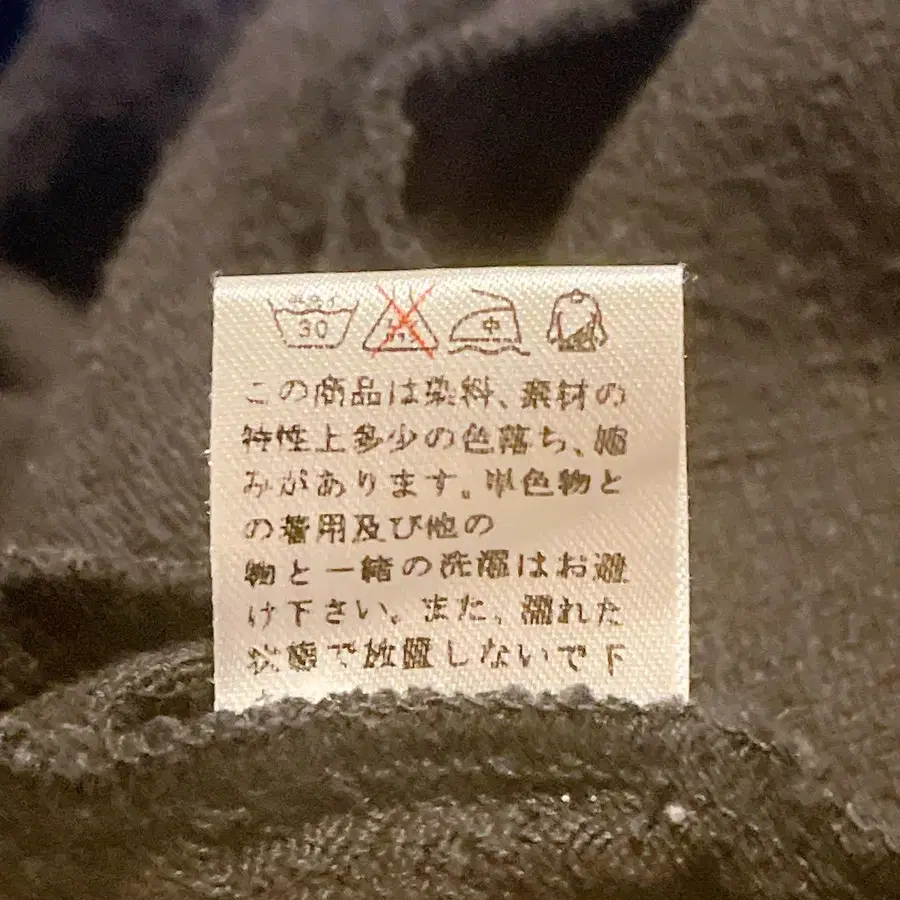 30
中
この商品は染料、素材の
特性上多少の色落ち、縮
みがあります。単色物と
の着用及び他の
物と一緒の洗濯はお避
け下さい。また、濡れた
状態で放置しないで下